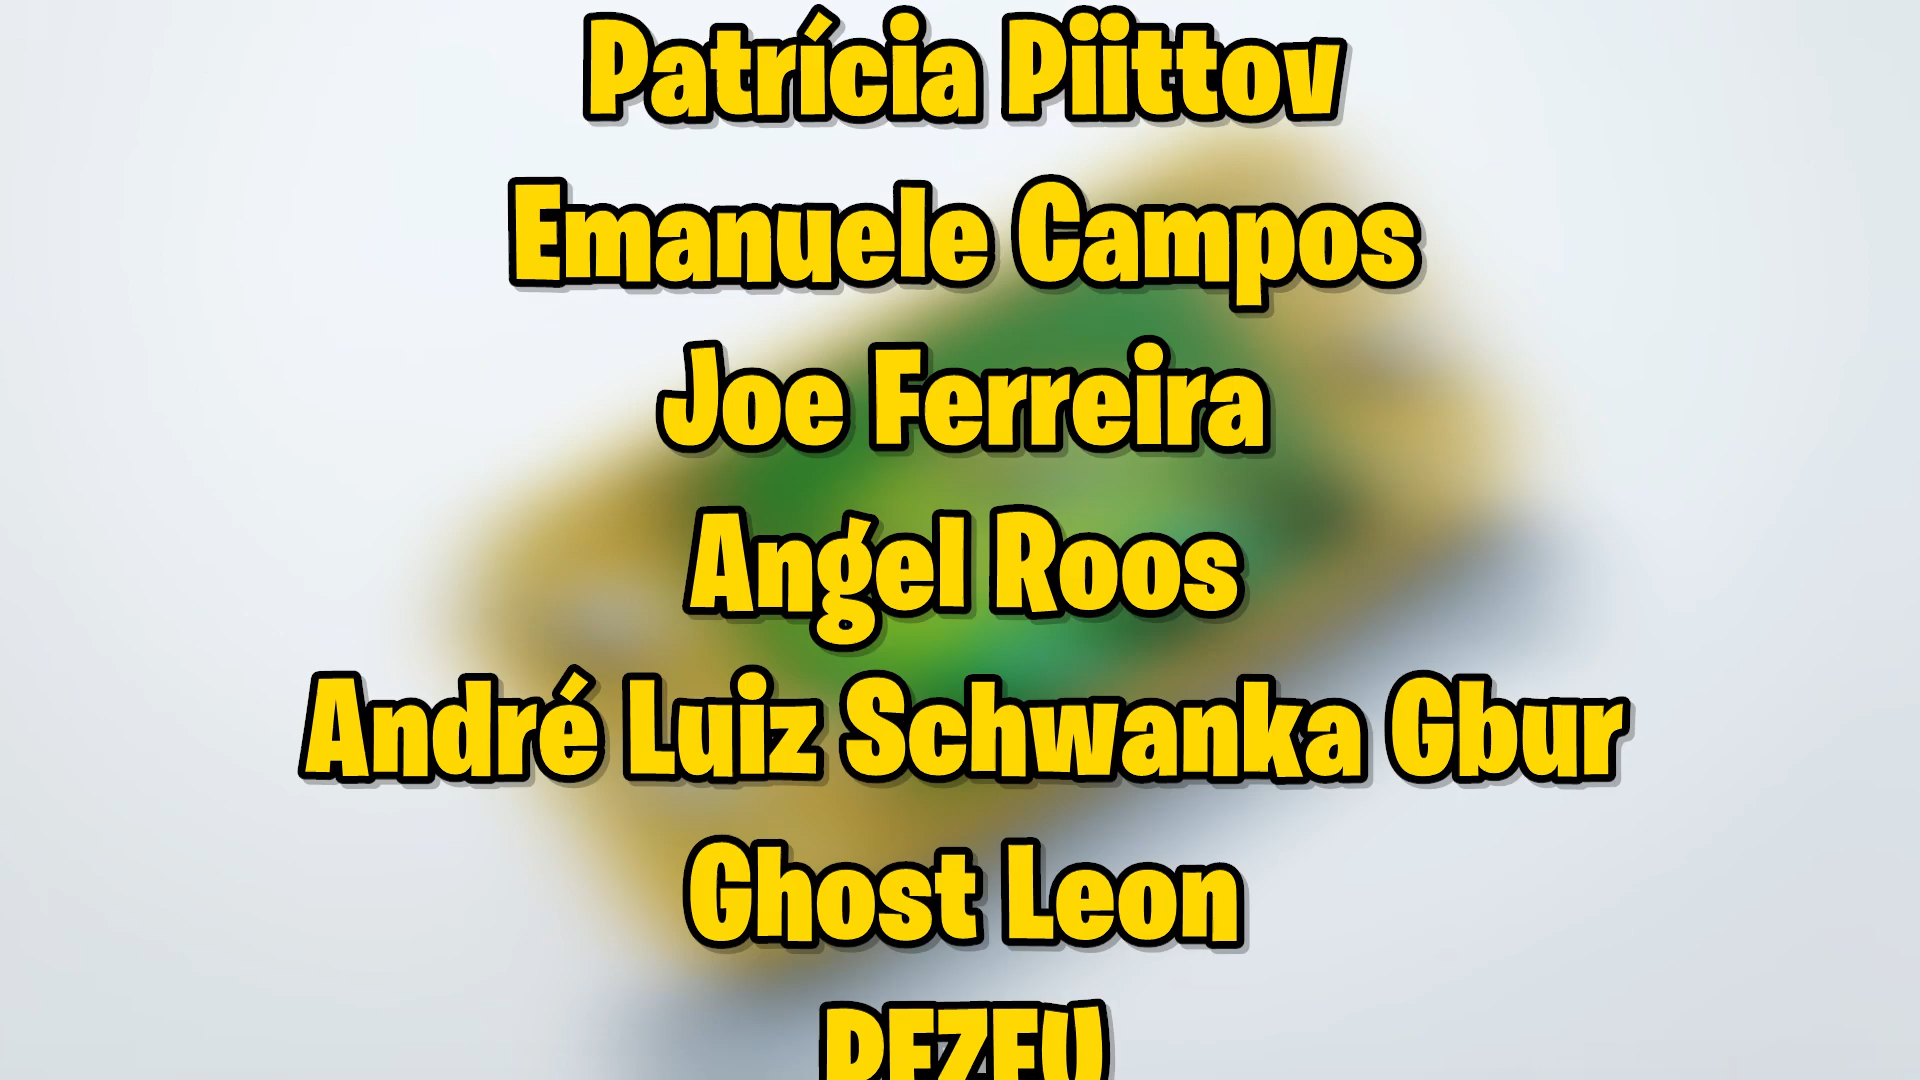 Patrícia Piittov
Emanuele Campos
Joe Ferreira
Angel Roos
André Luiz Schwanka Gbur
Ghost Leon